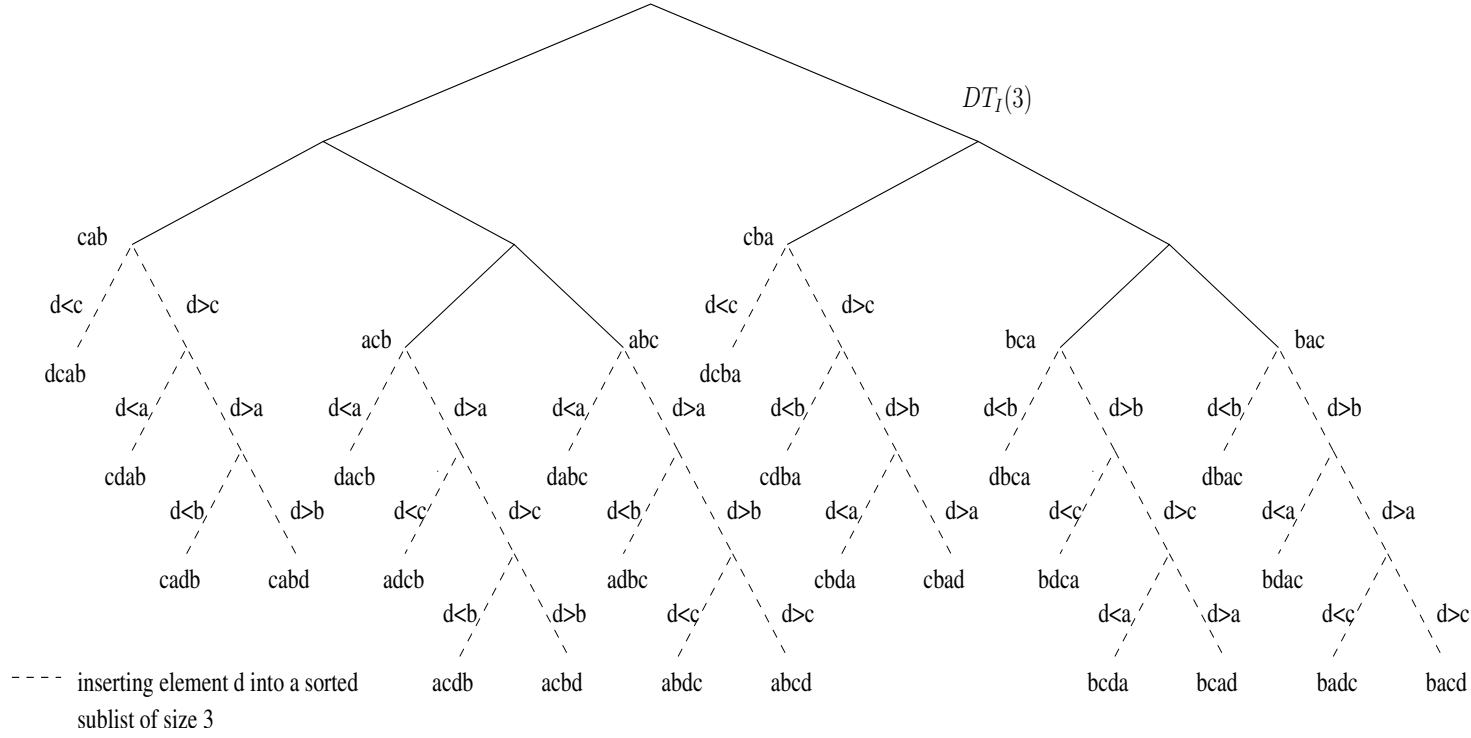 DT_I(3)
cab
cba
d<c
d>c
d<c
d>c
acb
abc
bca
bac
dcab
dcba
d<a
d>a
d<a
d>a
d<a
d>a
d<b
d>b
d<b
d>b
d<b
d>b
cdab
dacb
dabc
cdba
dbca
dbac
d<b
d>b
d<c
d>c
d<b
d>b
d<a
d>a
d<c
d>c
d<a
d>a
cadb
cabd
adcb
adbc
cbda
cbad
bdca
bdac
d<b
d>b
d<c
d>c
d<a
d>a
d<c
d>c
inserting element d into a sorted
sublist of size 3
acdb
acbd
abdc
abcd
bcda
bcad
badc
bacd